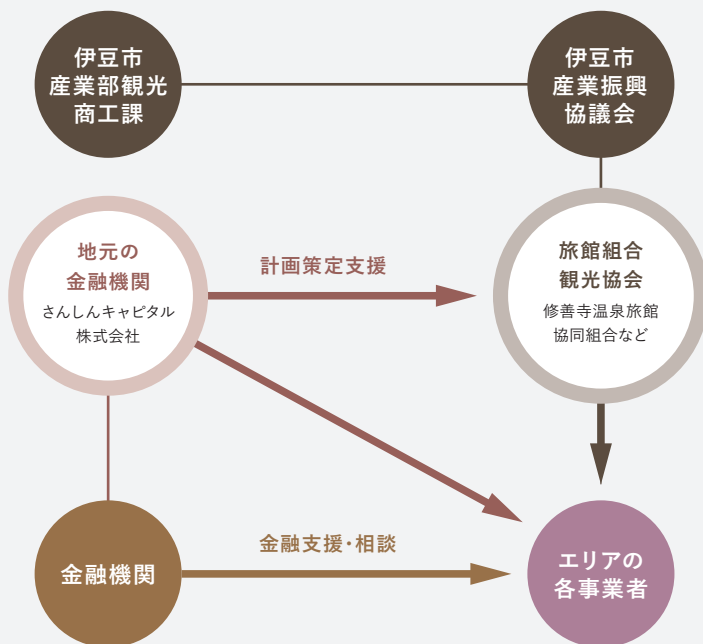 伊豆市
産業部観光
商工課
伊豆市
産業振興
協議会
地元の
金融機関
さんしんキャピタル
株式会社
計画策定支援
旅館組合
観光協会
修善寺温泉旅館
協同組合など
金融機関
金融支援・相談
エリアの
各事業者